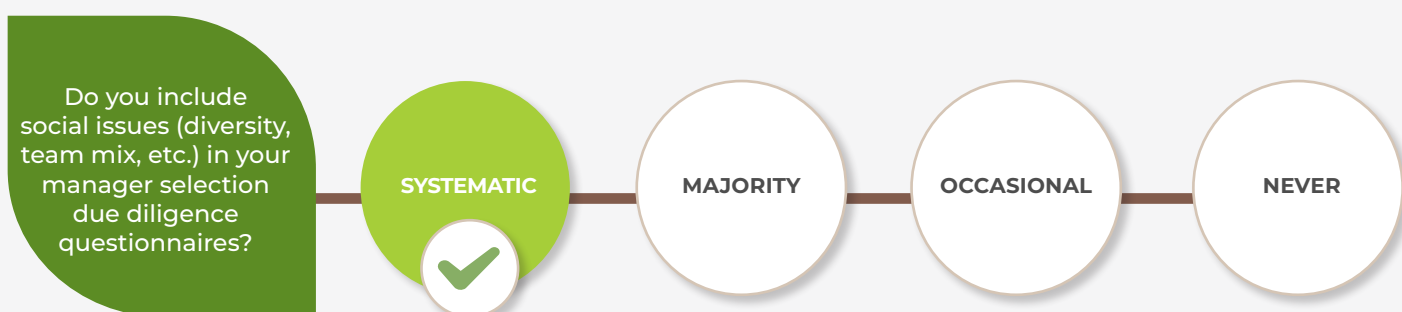 Do you include
social issues (diversity,
team mix, etc.) in your
manager selection
due diligence
questionnaires?
SYSTEMATIC
MAJORITY
OCCASIONAL
NEVER